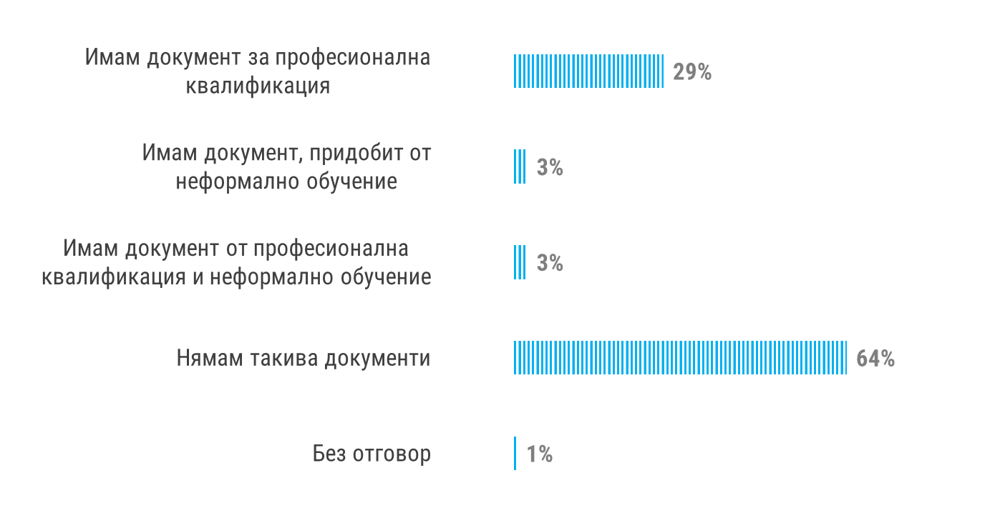 Имам документ за професионална
квалификация
29%
Имам документ, придобит от
неформално обучение
3%
Имам документ от професионална
квалификация и неформално обучение
3%
Нямам такива документи
64%
Без отговор
1%